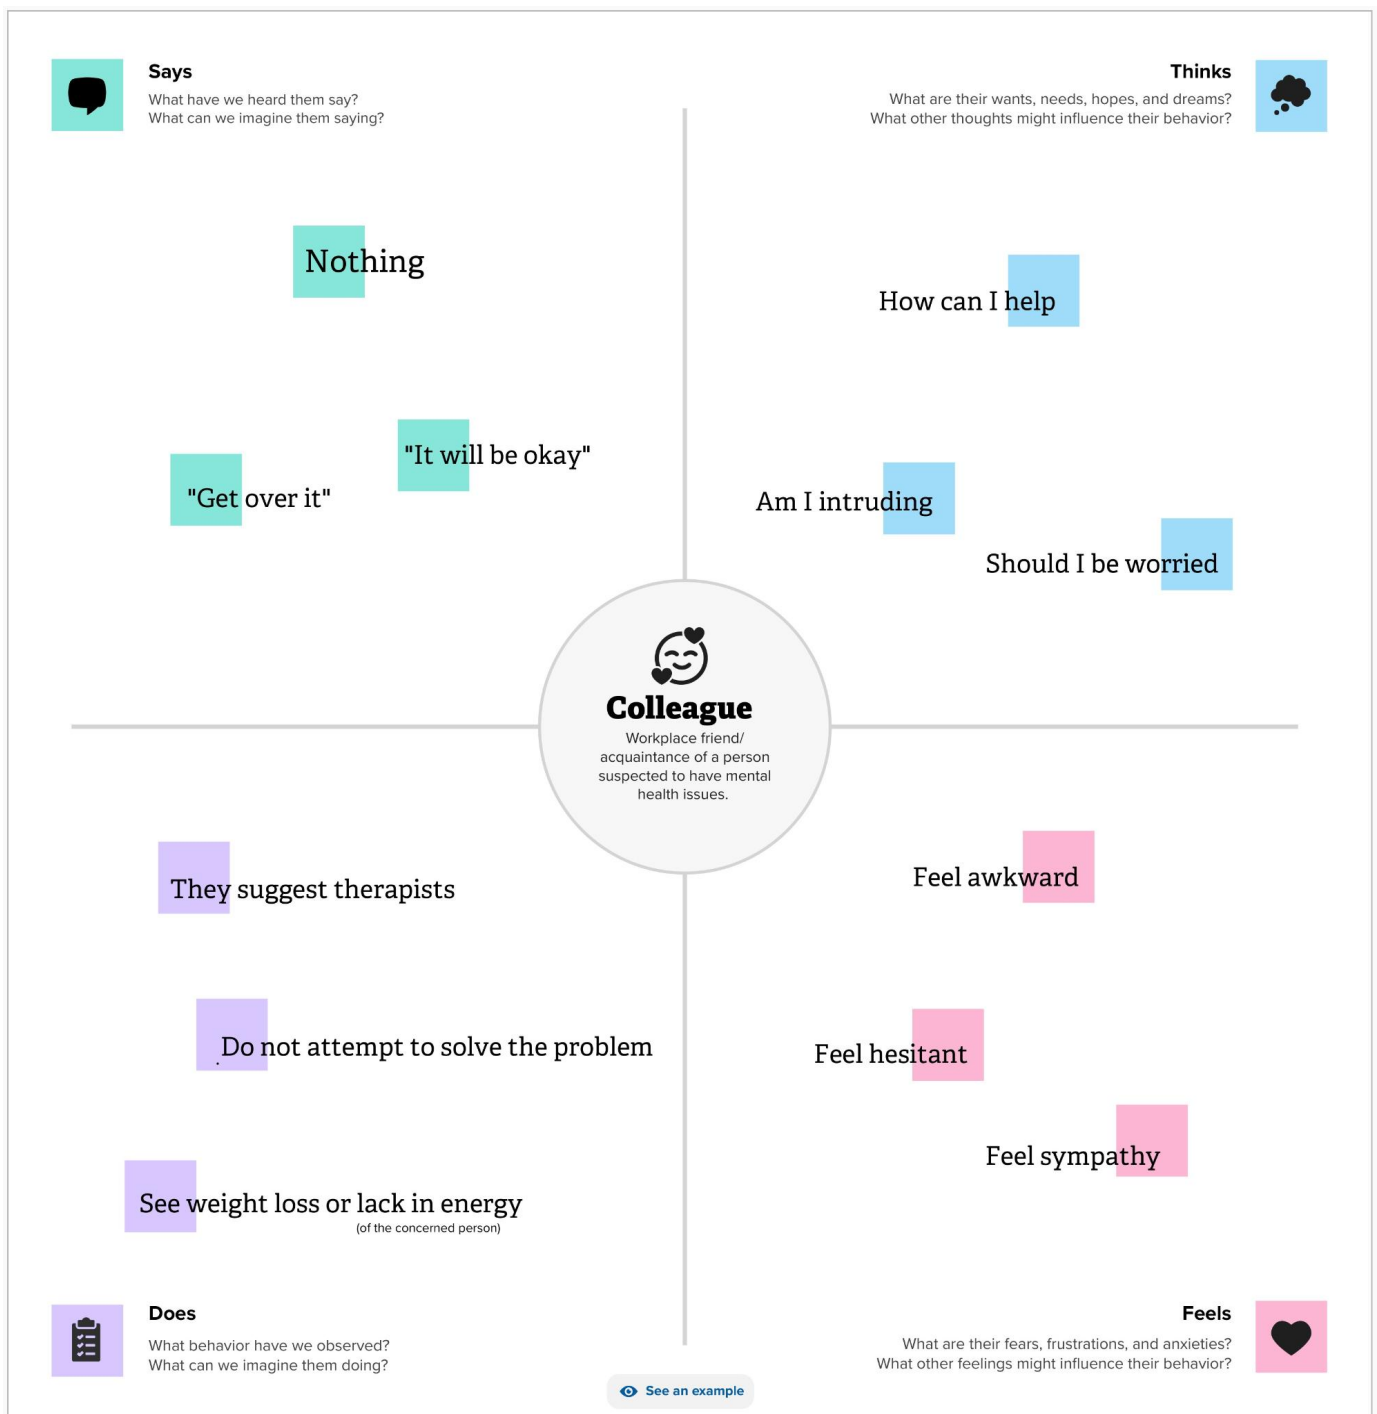 Says
What have we heard them say?
What can we imagine them saying?
Thinks
What are their wants, needs, hopes, and dreams?
What other thoughts might influence their behavior?
Nothing
"It will be okay"
"Get over it"
How can I help
Am I intruding
Should I be worried
Colleague
Workplace friend/
acquaintance of a person
suspected to have mental
health issues.
They suggest therapists
Do not attempt to solve the problem
.
See weight loss or lack in energy
(of the concerned person)
Feel awkward
Feel hesitant
Feel sympathy
Does
What behavior have we observed?
What can we imagine them doing?
Feels
What are their fears, frustrations, and anxieties?
What other feelings might influence their behavior?
See an example